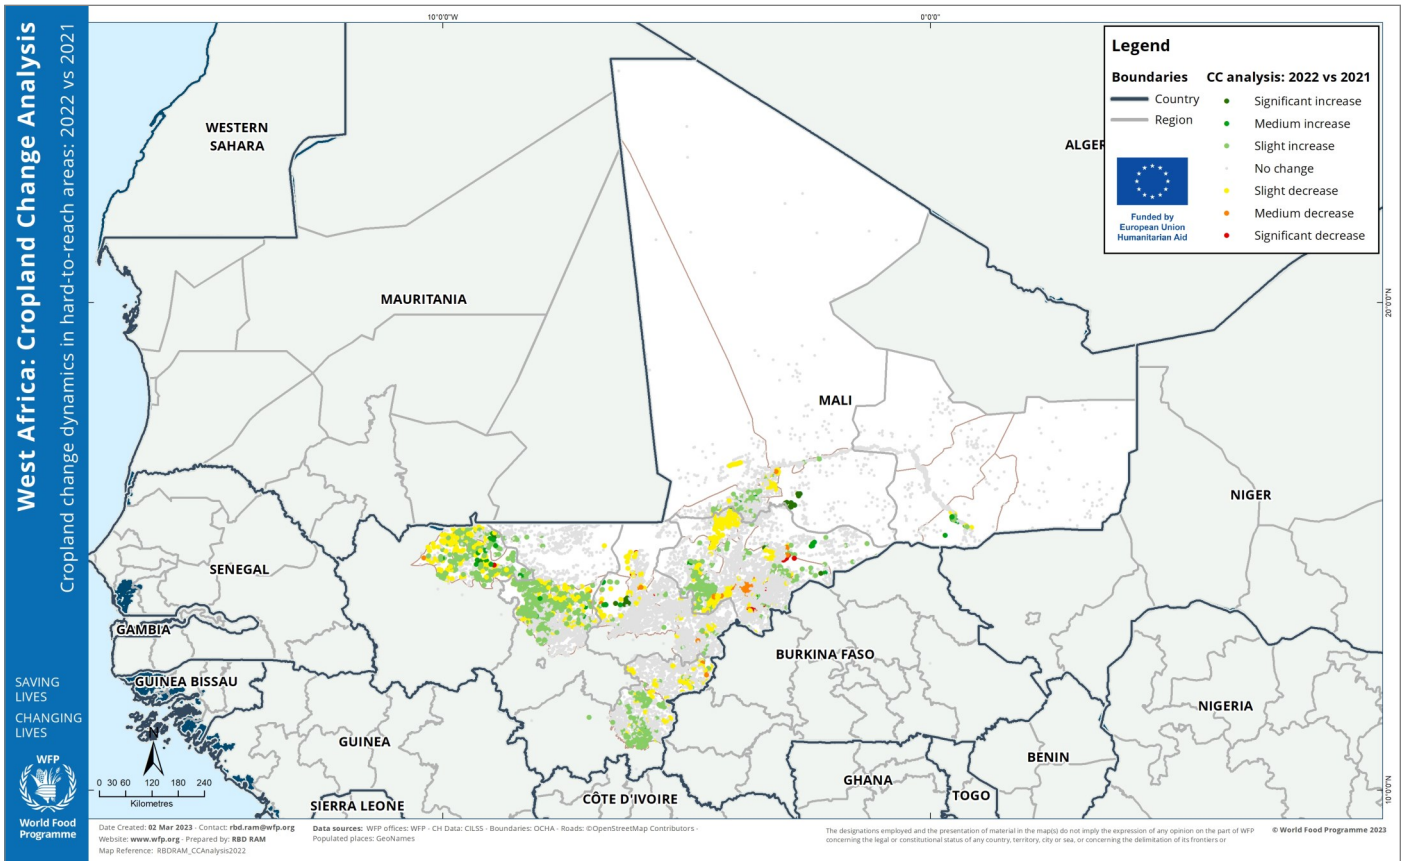 West Africa: Cropland Change Analysis
Cropland change dynamics in hard-to-reach areas: 2022 vs 2021
SAVING
LIVES
CHANGING
LIVES
WFP
World Food
Programme
10°0'0"W
0°0'0"
20°0'0"N
10°0'0"N
Legend
Boundaries
Country
Region
Funded by
European Union
Humanitarian Aid
CC analysis: 2022 vs 2021
Significant increase
Medium increase
Slight increase
No change
Slight decrease
Medium decrease
Significant decrease
WESTERN
SAHARA
ALGER
MAURITANIA
MALI
NIGER
SENEGAL
GAMBIA
GUINEA BISSAU
BURKINA FASO
NIGERIA
GUINEA
BENIN
GHANA
TOGO
SIERRA LEONE
CÔTE D'IVOIRE
N
0 30 60 120 180 240
Kilometres
Date Created: 02 Mar 2023 - Contact: rbd.ram@wfp.org
Website: www.wfp.org - Prepared by: RBD RAM
Map Reference: RBDRAM_CCAnalysis2022
Data sources: WFP offices: WFP - CH Data: CILSS - Boundaries: OCHA - Roads: ©OpenStreetMap Contributors -
Populated places: GeoNames
The designations employed and the presentation of material in the map(s) do not imply the expression of any opinion on the part of WFP
concerning the legal or constitutional status of any country, territory, city or sea, or concerning the delimitation of its frontiers or
© World Food Programme 2023